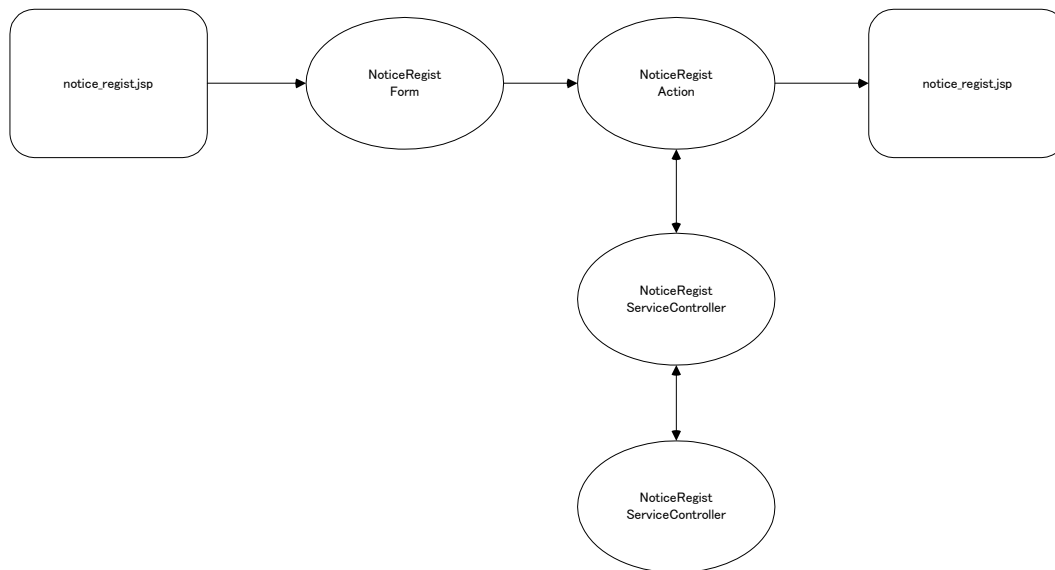 notice_regist.jsp
NoticeRegist
Form
NoticeRegist
Action
notice_regist.jsp
NoticeRegist
ServiceController
NoticeRegist
ServiceController